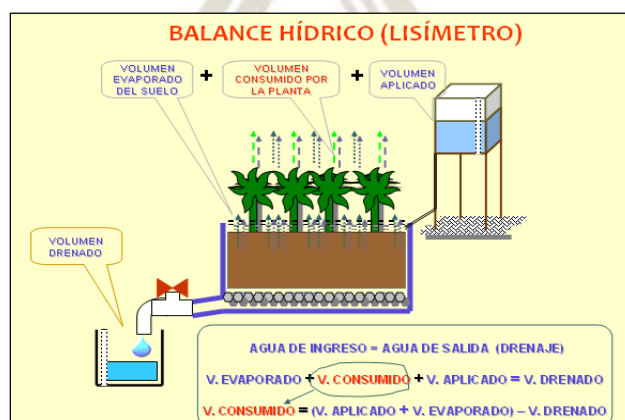 BALANCE HÍDRICO (LISÍMETRO)
VOLUMEN
EVAPORADO
DEL SUELO
+
VOLUMEN
CONSUMIDO POR
LA PLANTA
+
VOLUMEN
APLICADO
VOLUMEN
DRENADO
AGUA DE INGRESO = AGUA DE SALIDA (DRENAJE)
V. EVAPORADO + V. CONSUMIDO + V. APLICADO = V. DRENADO
V. CONSUMIDO = (V. APLICADO + V. EVAPORADO) – V. DRENADO